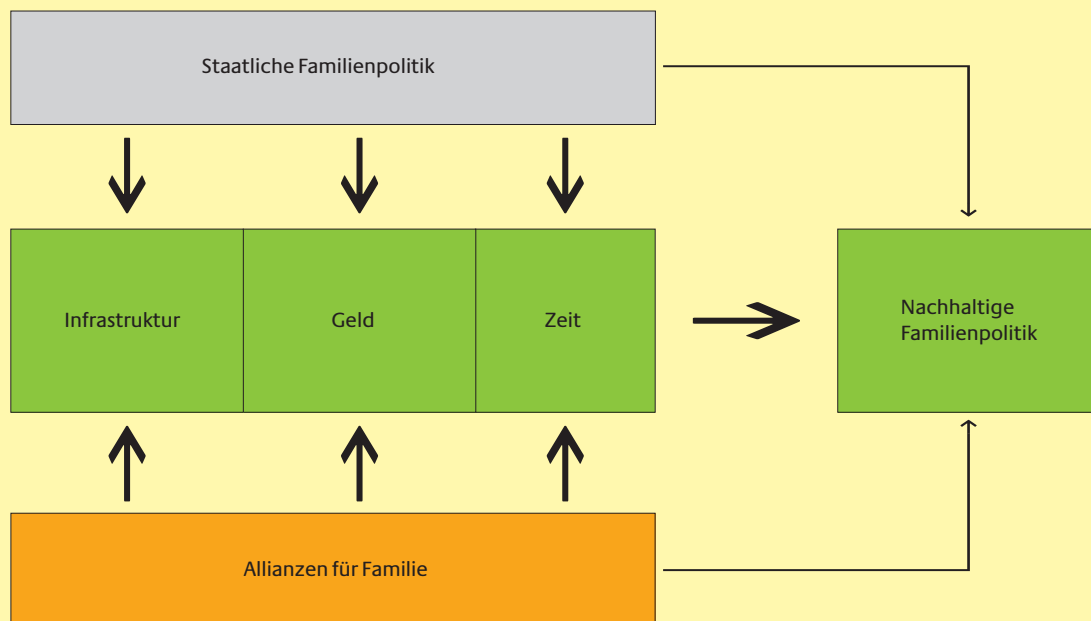 Staatliche Familienpolitik
Infrastruktur
Geld
Zeit
Nachhaltige
Familienpolitik
Allianzen für Familie